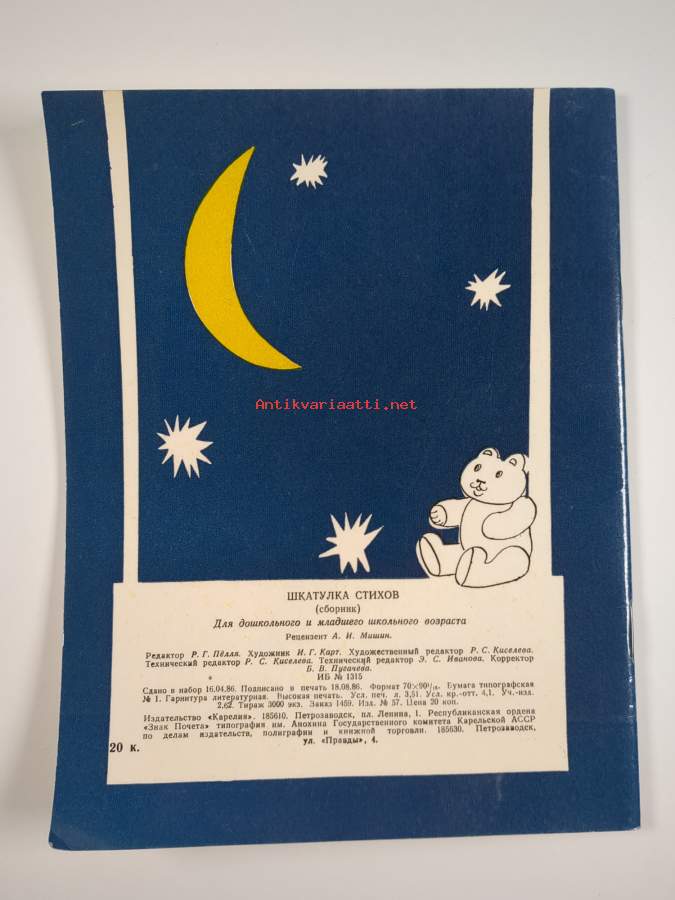 Antikvariaatti.net
ШКАТУЛКА СТИХОВ
(сборник)
Для дошкольного и младшего школьного возраста
Рецензент А. И. Мишин.
Редактор Р. Г. Пёлля. Художник И. Г. Карт. Художественный редактор Р. С. Киселева.
Технический редактор Р. С. Киселева. Технический редактор Э. С. Иванова. Корректор
Б. В. Пугачева.
ИБ № 1315
Сдано в набор 16.04.86. Подписано в печать 18.08.86. Формат 70×90¹/₁₆. Бумага типографская
№ 1. Гарнитура литературная. Высокая печать. Усл. печ. л. 3,51. Усл. кр.-отт. 4,1. Уч.-изд.
2,62. Тираж 3000 экз. Заказ 1459. Изд. № 57. Цена 20 коп.
Издательство «Карелия». 185610. Петрозаводск, пл. Ленина, 1. Республиканская ордена
«Знак Почета» типография им. Анохина Государственного комитета Карельской АССР
по делам издательств, полиграфии и книжной торговли. 185630. Петрозаводск,
ул. «Правды», 4.
20 к.